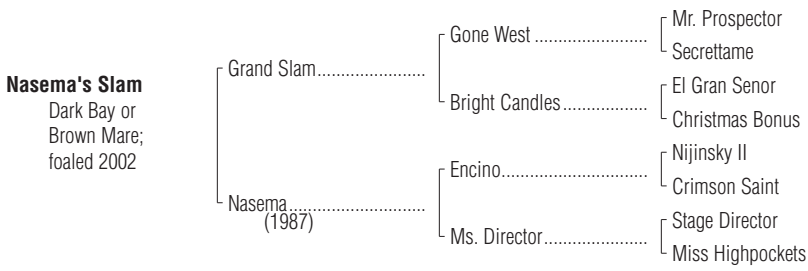 Nasema's Slam
Dark Bay or
Brown Mare;
foaled 2002
Grand Slam.......................
Nasema.............................
(1987)
Gone West ........................
Bright Candles..................
Encino...............................
Ms. Director......................
Mr. Prospector
Secrettame
El Gran Senor
Christmas Bonus
Nijinsky II
Crimson Saint
Stage Director
Miss Highpockets